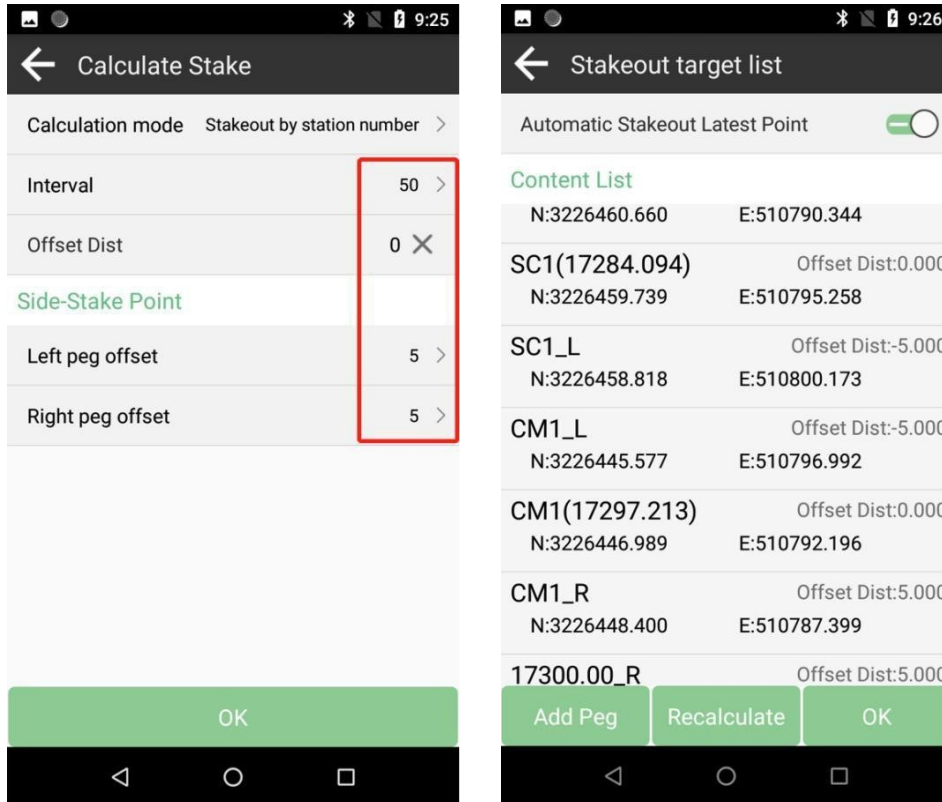 9:25
Calculate Stake
Calculation mode Stakeout by station number
Interval 50
Offset Dist 0
Side-Stake Point
Left peg offset 5
Right peg offset 5
OK
9:26
Stakeout target list
Automatic Stakeout Latest Point
Content List
N:3226460.660 E:510790.344
SC1(17284.094) Offset Dist:0.000
N:3226459.739 E:510795.258
SC1_L Offset Dist:-5.000
N:3226458.818 E:510800.173
CM1_L Offset Dist:-5.000
N:3226445.577 E:510796.992
CM1(17297.213) Offset Dist:0.000
N:3226446.989 E:510792.196
CM1_R Offset Dist:5.000
N:3226448.400 E:510787.399
17300.00_R Offset Dist:5.000
Add Peg Recalculate OK